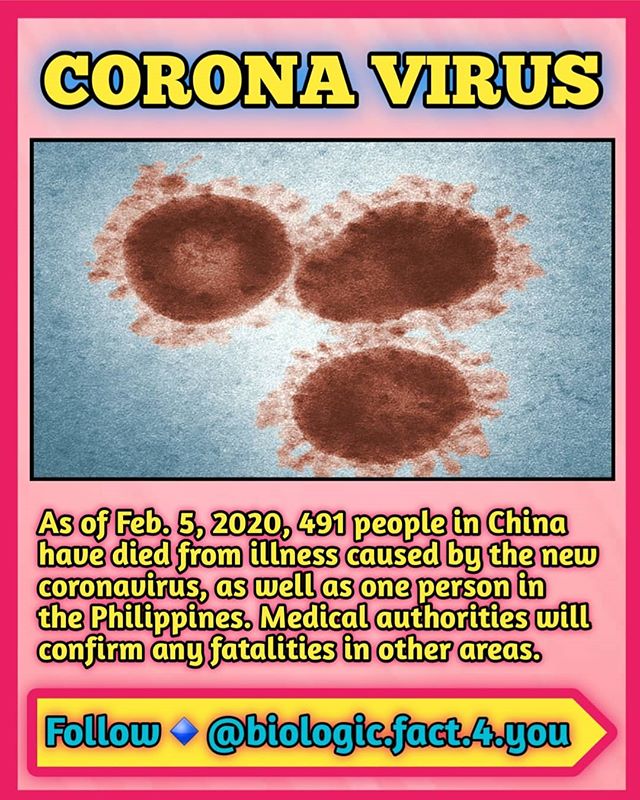 CORONA VIRUS
As of Feb. 5, 2020, 491 people in China
have died from illness caused by the new
coronavirus, as well as one person in
the Philippines. Medical authorities will
confirm any fatalities in other areas.
Follow 🔹 @biologic.fact.4.you